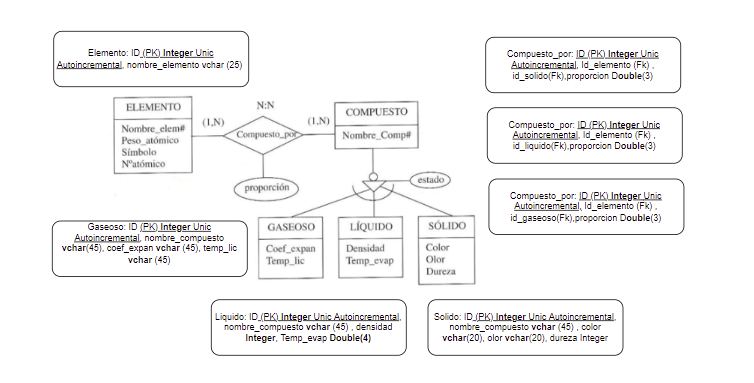 Elemento: ID (PK) Integer Unic
Autoincremental, nombre_elemento vchar (25)
Compuesto_por: ID (PK) Integer Unic
Autoincremental, Id_elemento (Fk) ,
id_solido(Fk),proporcion Double(3)
ELEMENTO
Nombre_elem#
Peso_atómico
Símbolo
Nºatómico
(1,N)
N:N
Compuesto_por
proporción
(1,N)
COMPUESTO
Nombre_Comp#
Compuesto_por: ID (PK) Integer Unic
Autoincremental, Id_elemento (Fk) ,
id_liquido(Fk),proporcion Double(3)
estado
Compuesto_por: ID (PK) Integer Unic
Autoincremental, Id_elemento (Fk) ,
id_gaseoso(Fk),proporcion Double(3)
Gaseoso: ID (PK) Integer Unic
Autoincremental, nombre_compuesto
vchar(45), coef_expan vchar (45), temp_lic
vchar (45)
GASEOSO
Coef_expan
Temp_lic
LÍQUIDO
Densidad
Temp_evap
SÓLIDO
Color
Olor
Dureza
Liquido: ID (PK) Integer Unic Autoincremental,
nombre_compuesto vchar (45) , densidad
Integer, Temp_evap Double(4)
Solido: ID (PK) Integer Unic Autoincremental,
nombre_compuesto vchar (45) , color
vchar(20), olor vchar(20), dureza Integer